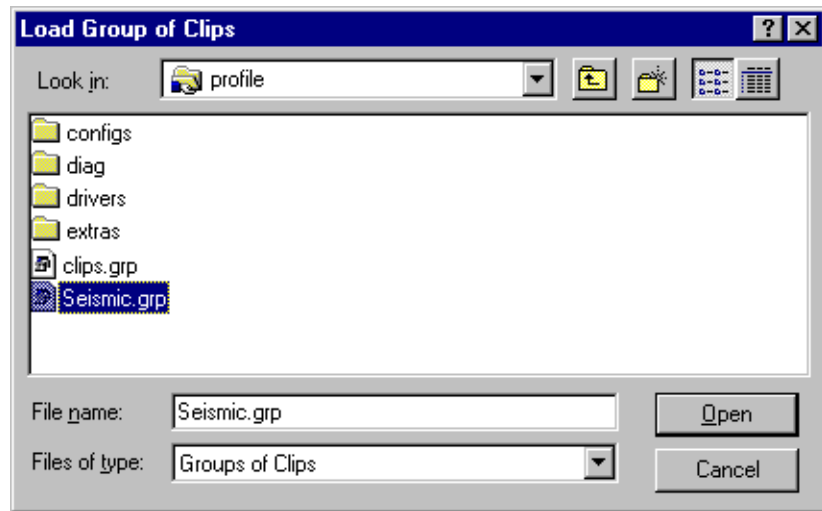 Load Group of Clips
Look in: profile
configs
diag
drivers
extras
clips.grp
Seismic.grp
File name: Seismic.grp Open
Files of type: Groups of Clips Cancel